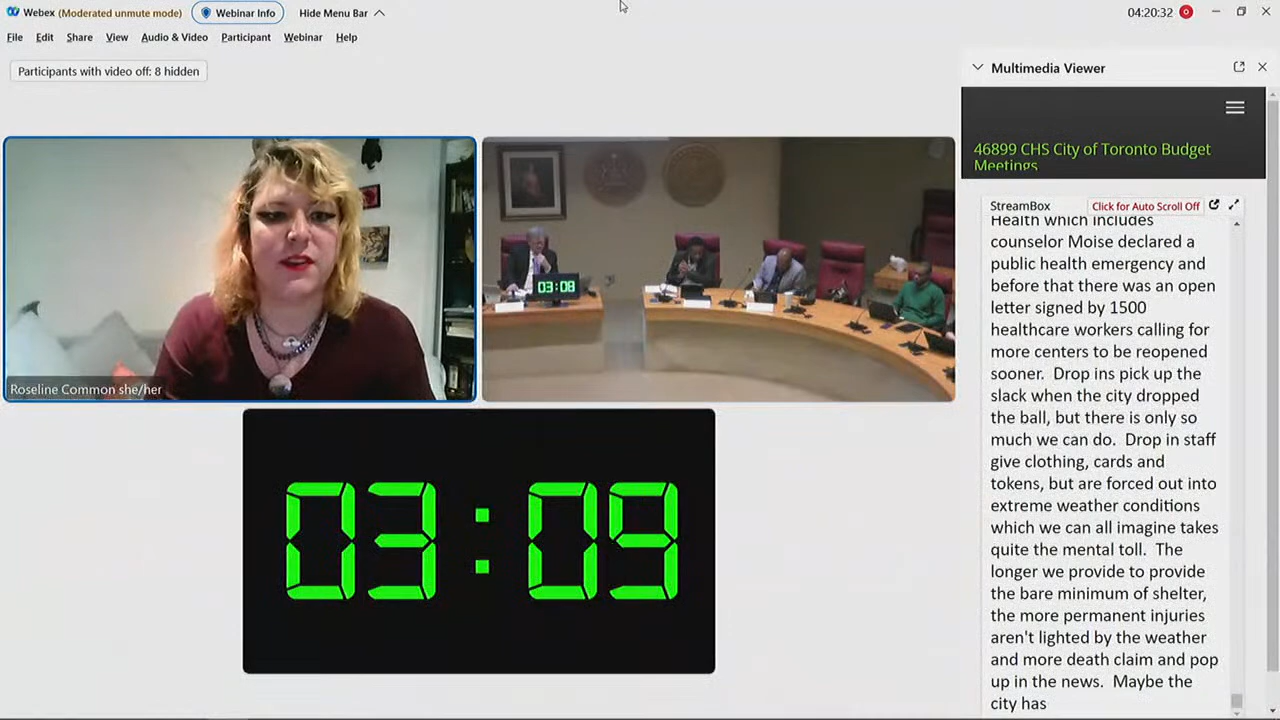 Webex (Moderated unmute mode) Webinar Info Hide Menu Bar 04:20:32
File Edit Share View Audio & Video Participant Webinar Help
Participants with video off: 8 hidden
Multimedia Viewer
46899 CHS City of Toronto Budget
Meetings
StreamBox Click for Auto Scroll Off
Health which includes
counselor Moise declared a
public health emergency and
before that there was an open
letter signed by 1500
healthcare workers calling for
more centers to be reopened
sooner. Drop ins pick up the
slack when the city dropped
the ball, but there is only so
much we can do. Drop in staff
give clothing, cards and
tokens, but are forced out into
extreme weather conditions
which we can all imagine takes
quite the mental toll. The
longer we provide to provide
the bare minimum of shelter,
the more permanent injuries
aren't lighted by the weather
and more death claim and pop
up in the news. Maybe the
city has
03:08
Roseline Common she/her
03:09